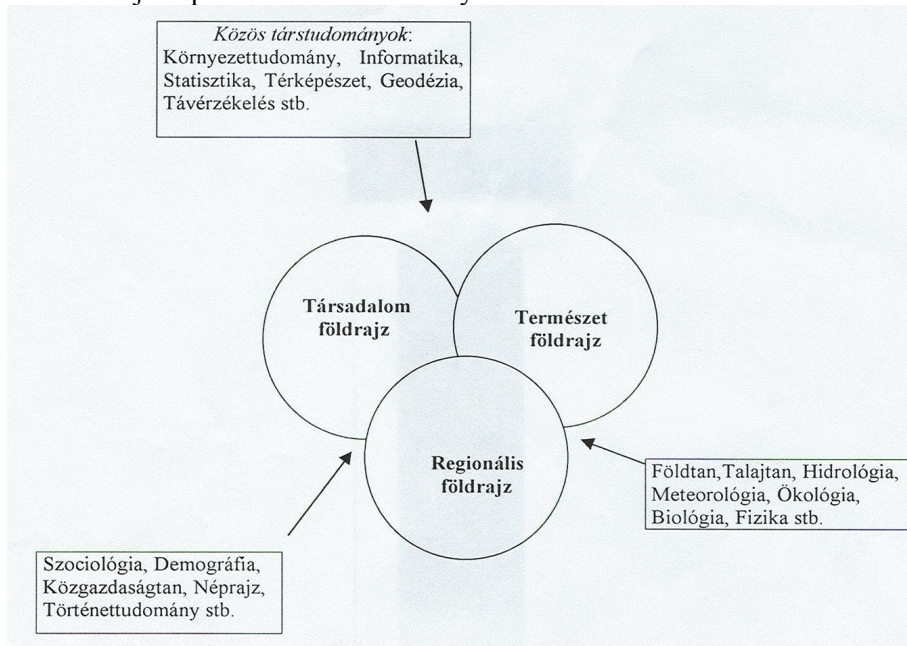 Közös társtudományok:
Környezettudomány, Informatika,
Statisztika, Térképészet, Geodézia,
Távérzékelés stb.
Társadalom
földrajz
Természet
földrajz
Regionális
földrajz
Földtan,Talajtan, Hidrológia,
Meteorológia, Ökológia,
Biológia, Fizika stb.
Szociológia, Demográfia,
Közgazdaságtan, Néprajz,
Történettudomány stb.